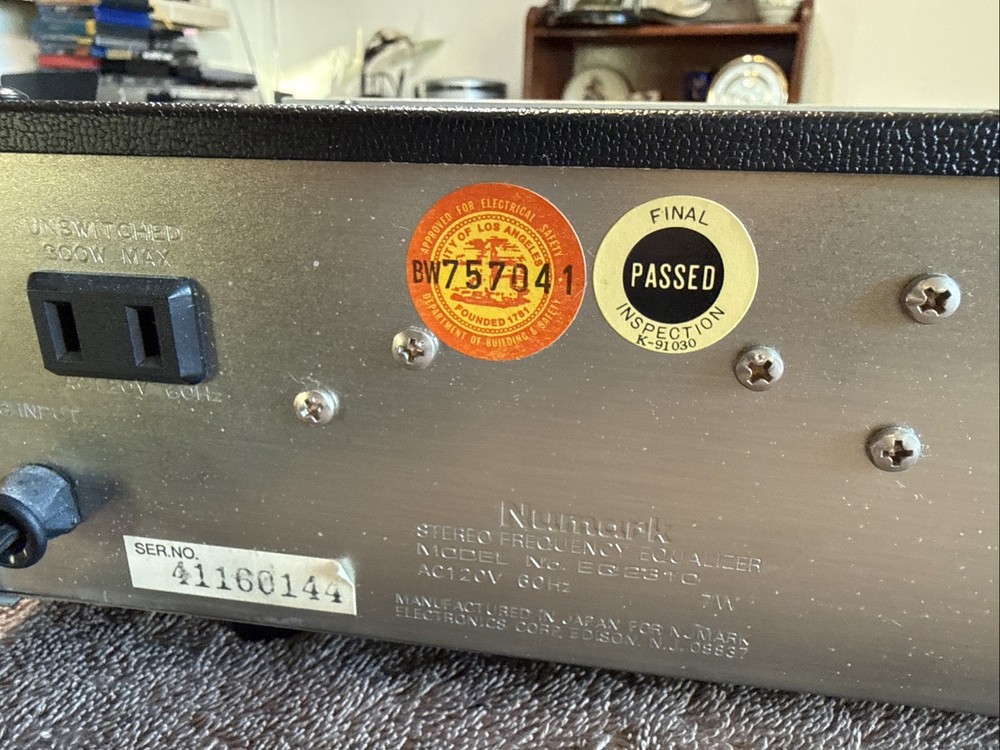 UNSWITCHED
300W MAX
60Hz
INPUT
APPROVED FOR ELECTRICAL SAFETY
CITY OF LOS ANGELES
BW757041
FOUNDED 1781
DEPARTMENT OF BUILDING & SAFETY
FINAL
PASSED
INSPECTION
K-91030
SER.NO.
41160144
Numark
STEREO FREQUENCY EQUALIZER
MODEL No. EQ2310
AC120V 60Hz 7W
MANUFACTURED IN JAPAN FOR NUMARK
ELECTRONICS CORP. EDISON, N.J. 08837